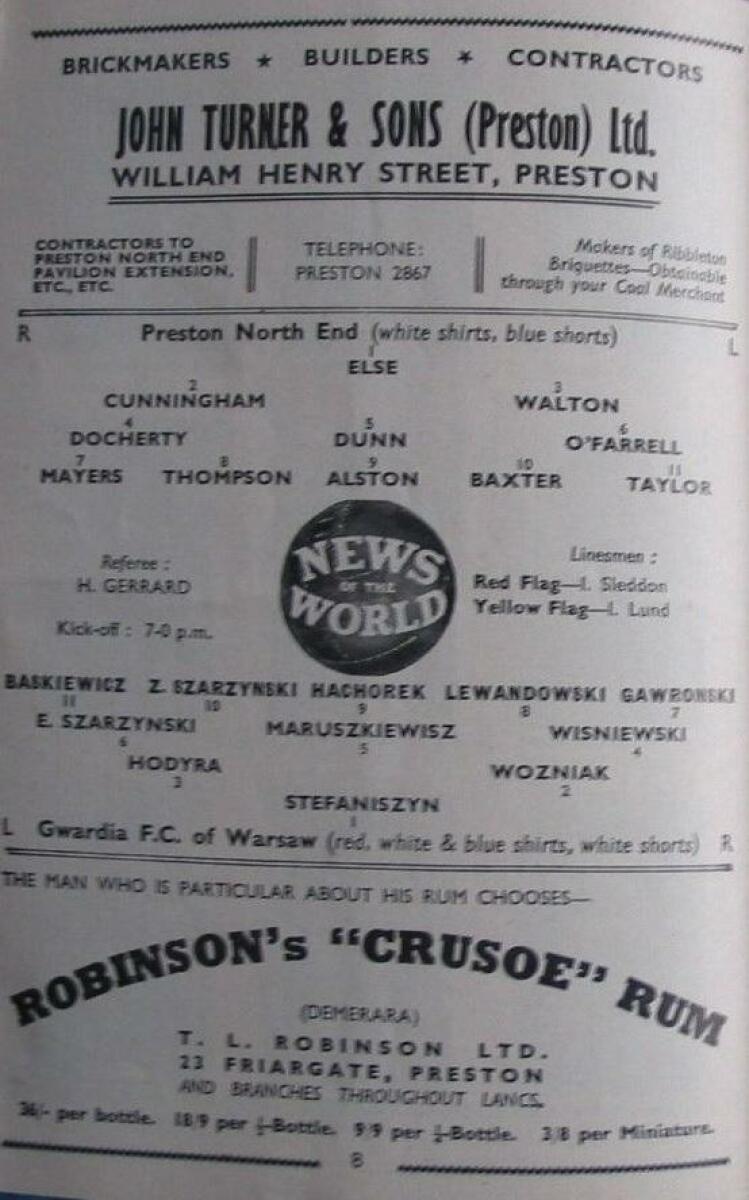 BRICKMAKERS ★ BUILDERS ★ CONTRACTORS
JOHN TURNER & SONS (Preston) Ltd.
WILLIAM HENRY STREET, PRESTON
CONTRACTORS TO
PRESTON NORTH END
PAVILION EXTENSION,
ETC., ETC.
TELEPHONE:
PRESTON 2867
Makers of Ribbleton
Briquettes—Obtainable
through your Coal Merchant
R Preston North End (white shirts, blue shorts) L
1
ELSE
2 3
CUNNINGHAM WALTON
4 5 6
DOCHERTY DUNN O'FARRELL
7 8 9 10 11
MAYERS THOMPSON ALSTON BAXTER TAYLOR
Referee :
H. GERRARD
Kick-off : 7-0 p.m.
NEWS
OF THE
WORLD
Linesmen :
Red Flag—I. Sleddon
Yellow Flag—I. Lund
BASKIEWICZ Z. SZARZYNSKI HACHOREK LEWANDOWSKI GAWRONSKI
11 10 9 8 7
E. SZARZYNSKI MARUSZKIEWISZ WISNIEWSKI
6 5 4
HODYRA WOZNIAK
3 2
STEFANISZYN
1
L Gwardia F.C. of Warsaw (red, white & blue shirts, white shorts) R
THE MAN WHO IS PARTICULAR ABOUT HIS RUM CHOOSES—
ROBINSON's "CRUSOE" RUM
(DEMERARA)
T. L. ROBINSON LTD.
23 FRIARGATE, PRESTON
AND BRANCHES THROUGHOUT LANCS.
36/- per bottle. 18/9 per ½-Bottle. 9/9 per ¼-Bottle. 3/8 per Miniature.
8